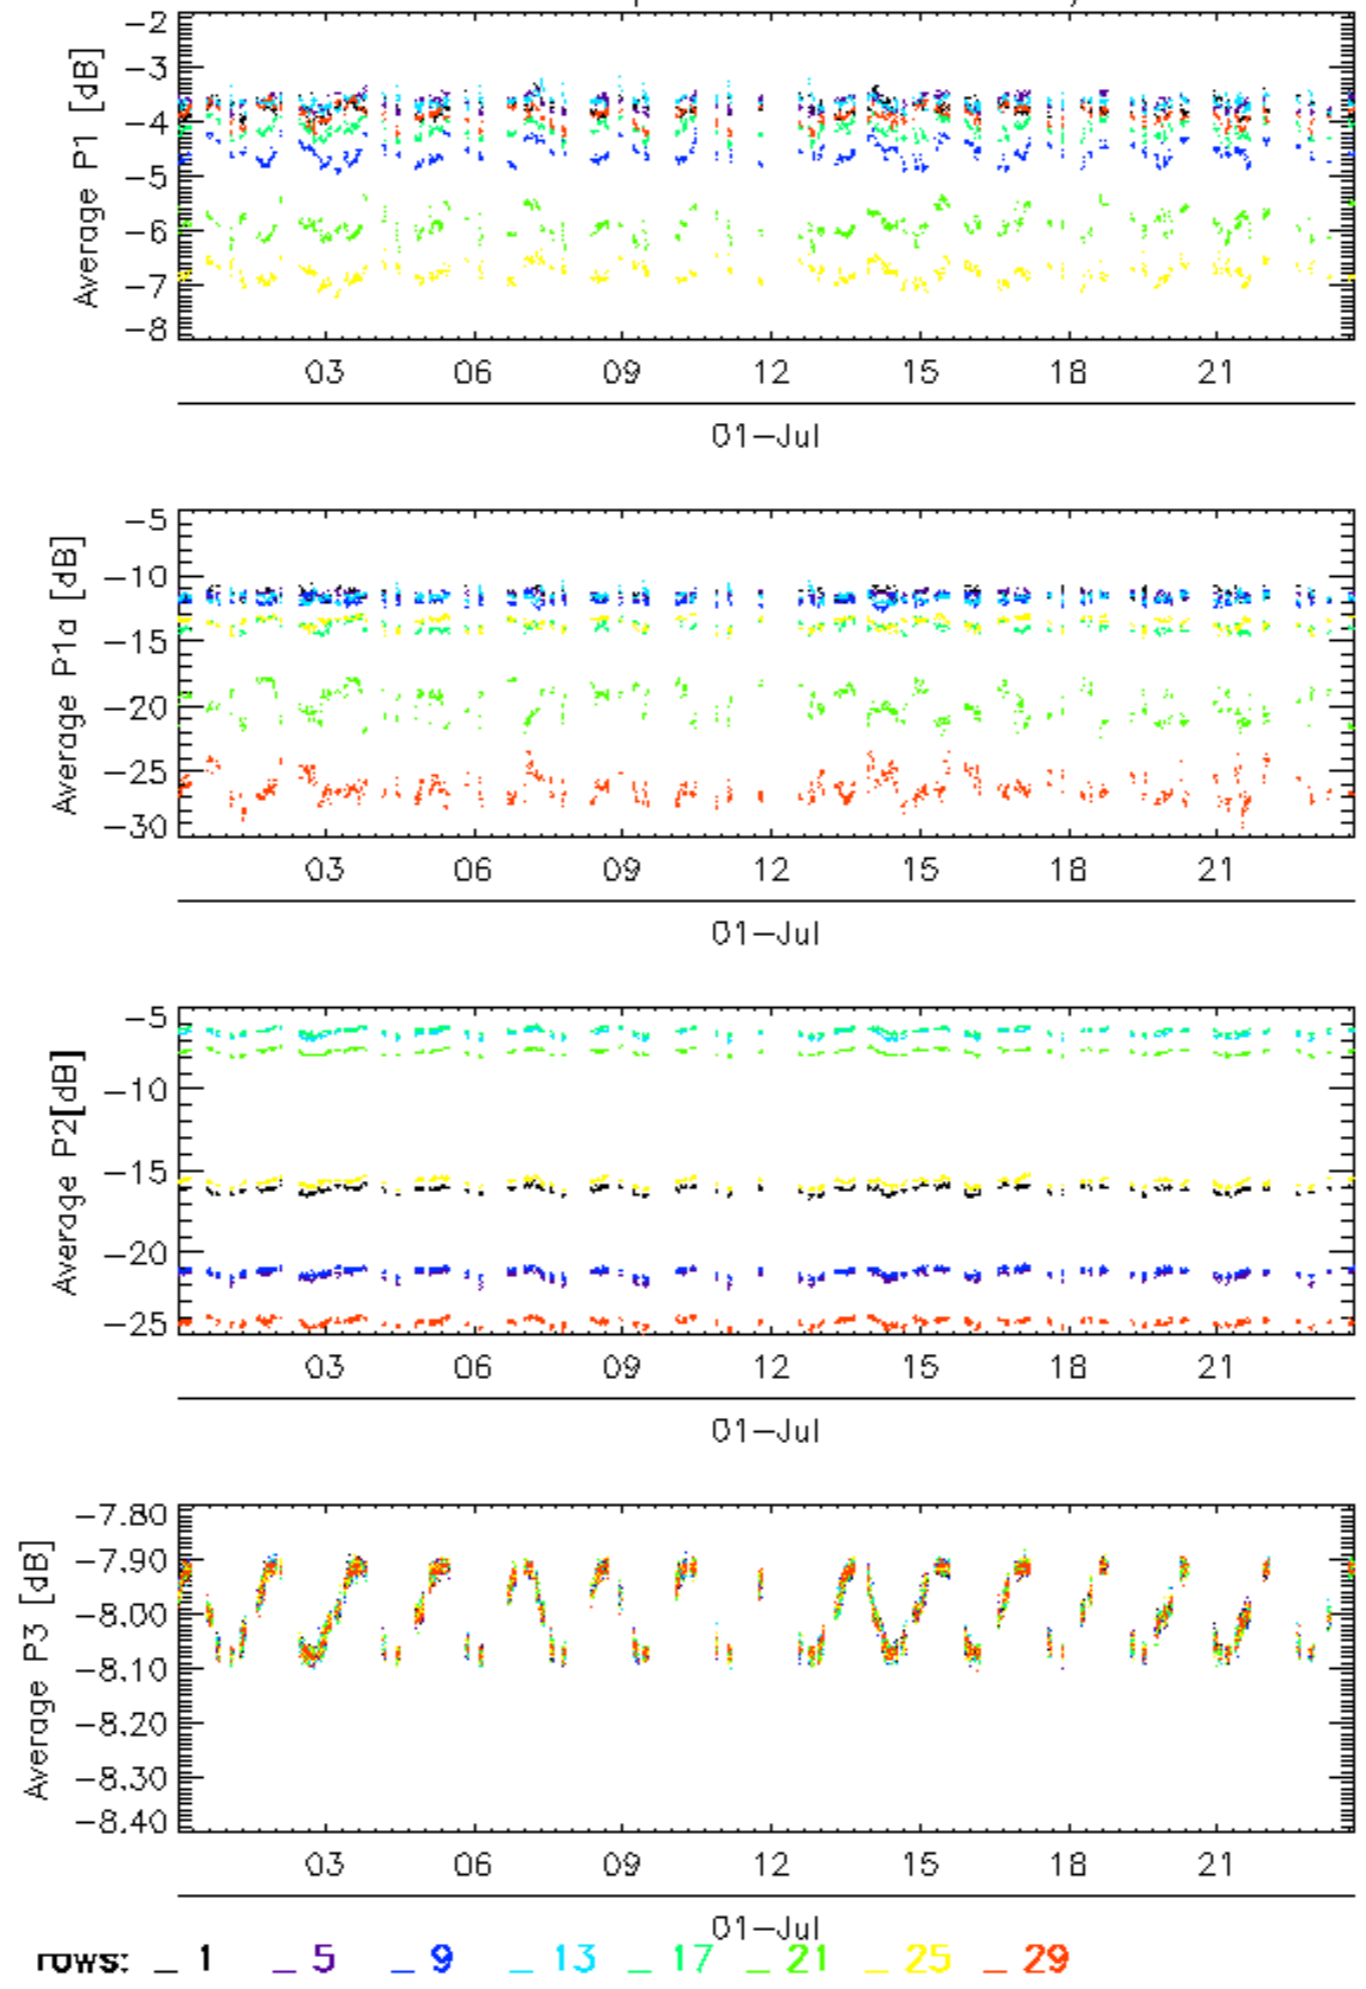 Average P1 [dB]
-2
-3
-4
-5
-6
-7
-8
03 06 09 12 15 18 21
01-Jul
Average P1a [dB]
-5
-10
-15
-20
-25
-30
03 06 09 12 15 18 21
01-Jul
Average P2[dB]
-5
-10
-15
-20
-25
03 06 09 12 15 18 21
01-Jul
Average P3 [dB]
-7.80
-7.90
-8.00
-8.10
-8.20
-8.30
-8.40
03 06 09 12 15 18 21
01-Jul
rows: _ 1 _ 5 _ 9 _ 13 _ 17 _ 21 _ 25 _ 29